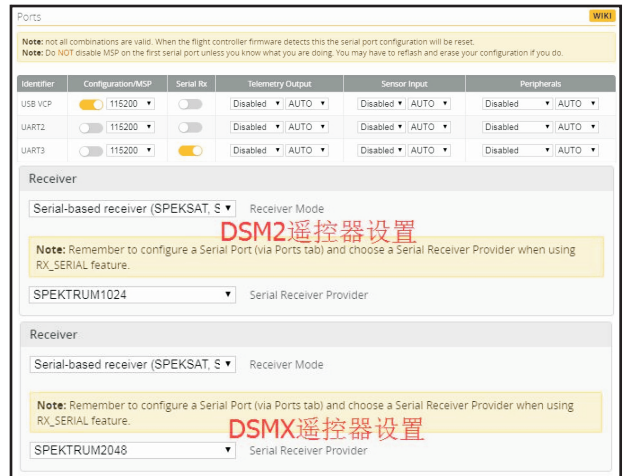 Ports
WIKI
Note: not all combinations are valid. When the flight controller firmware detects this the serial port configuration will be reset.
Note: Do NOT disable MSP on the first serial port unless you know what you are doing. You may have to reflash and erase your configuration if you do.
Identifier Configuration/MSP Serial Rx Telemetry Output Sensor Input Peripherals
USB VCP 115200 Disabled AUTO Disabled AUTO Disabled AUTO
UART2 115200 Disabled AUTO Disabled AUTO Disabled AUTO
UART3 115200 Disabled AUTO Disabled AUTO Disabled AUTO
Receiver
Serial-based receiver (SPEKSAT, S Receiver Mode
DSM2遥控器设置
Note: Remember to configure a Serial Port (via Ports tab) and choose a Serial Receiver Provider when using
RX_SERIAL feature.
SPEKTRUM1024 Serial Receiver Provider
Receiver
Serial-based receiver (SPEKSAT, S Receiver Mode
Note: Remember to configure a Serial Port (via Ports tab) and choose a Serial Receiver Provider when using
RX_SERIAL feature.
DSMX遥控器设置
SPEKTRUM2048 Serial Receiver Provider